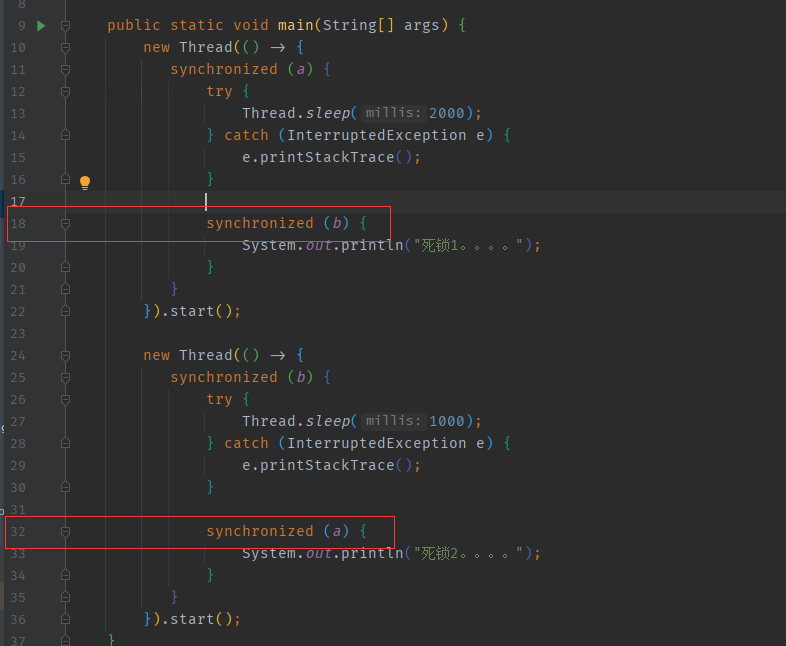 8
9 public static void main(String[] args) {
10 new Thread(() -> {
11 synchronized (a) {
12 try {
13 Thread.sleep( millis: 2000);
14 } catch (InterruptedException e) {
15 e.printStackTrace();
16 }
17
18 synchronized (b) {
19 System.out.println("死锁1。。。。");
20 }
21 }
22 }).start();
23
24 new Thread(() -> {
25 synchronized (b) {
26 try {
27 Thread.sleep( millis: 1000);
28 } catch (InterruptedException e) {
29 e.printStackTrace();
30 }
31
32 synchronized (a) {
33 System.out.println("死锁2。。。。");
34 }
35 }
36 }).start();
37 }